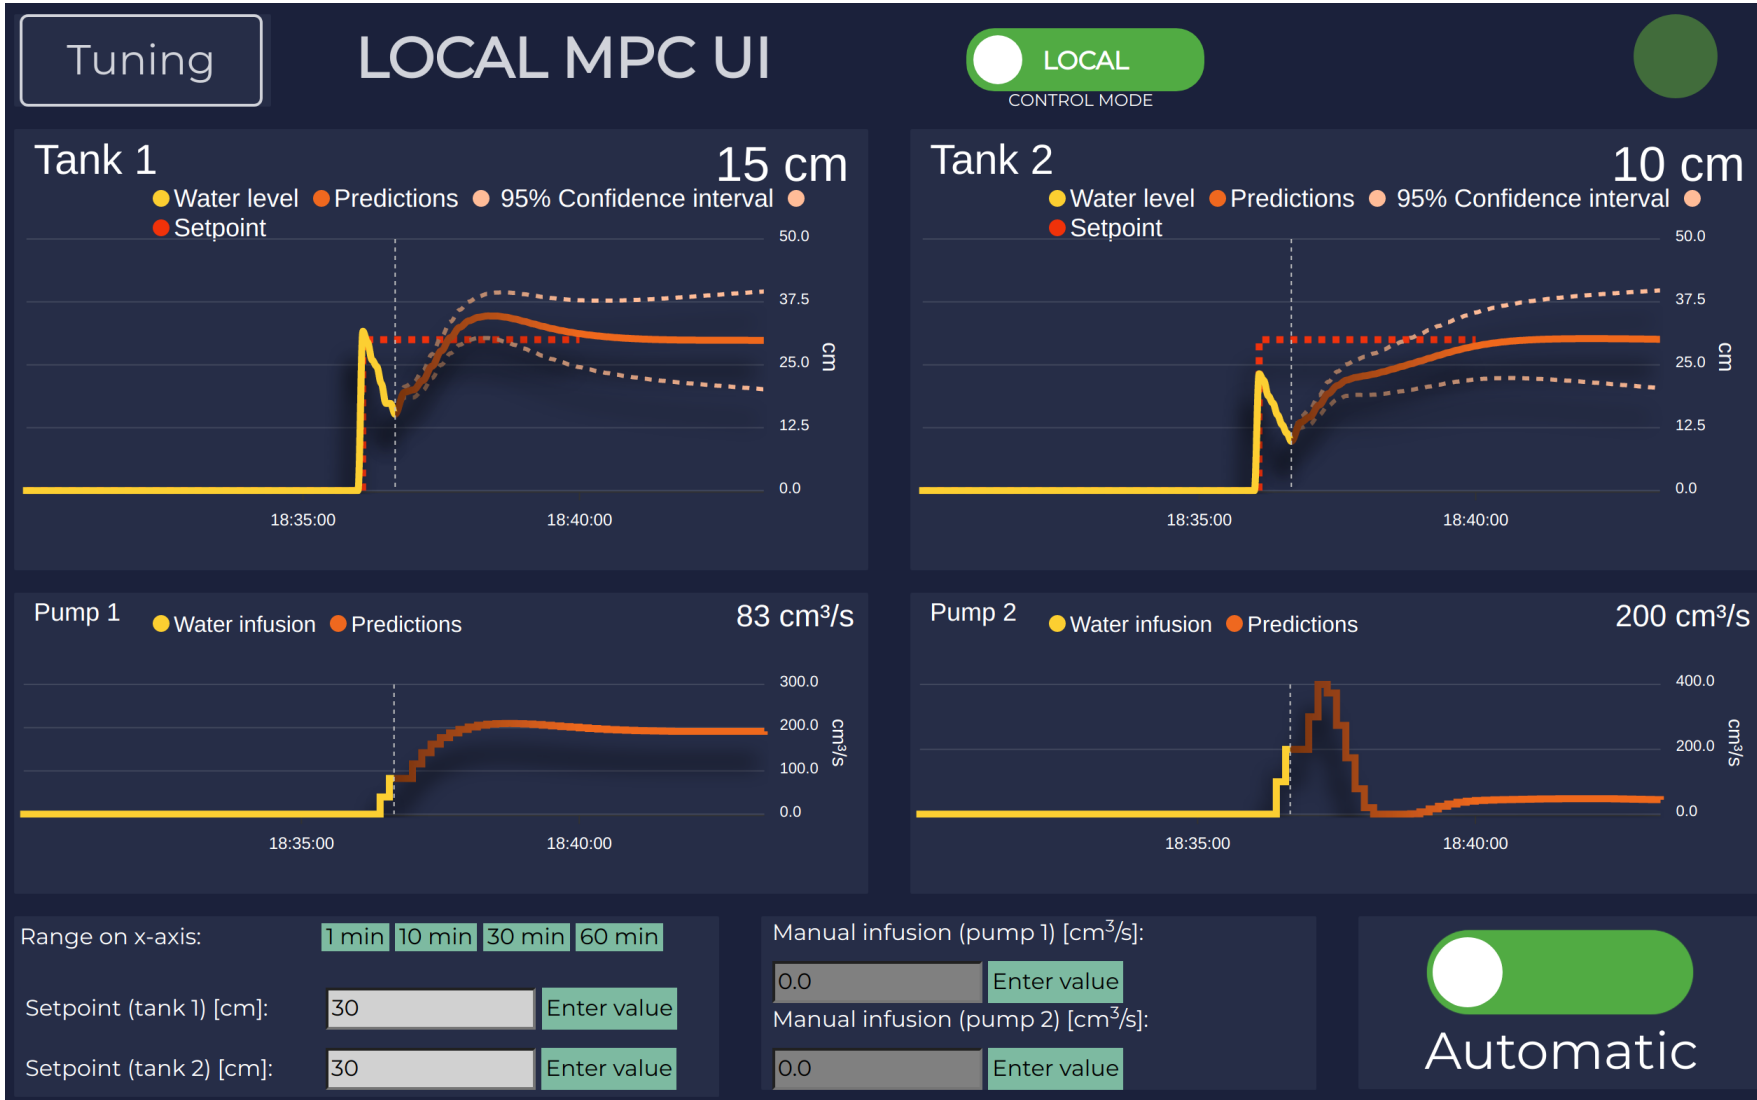 Tuning
LOCAL MPC UI
LOCAL
CONTROL MODE
Tank 1
15 cm
Water level
Predictions
95% Confidence interval
Setpoint
50.0
37.5
25.0
12.5
0.0
cm
18:35:00
18:40:00
Tank 2
10 cm
Water level
Predictions
95% Confidence interval
Setpoint
50.0
37.5
25.0
12.5
0.0
cm
18:35:00
18:40:00
Pump 1
Water infusion
Predictions
83 cm³/s
300.0
200.0
100.0
0.0
cm³/s
18:35:00
18:40:00
Pump 2
Water infusion
Predictions
200 cm³/s
400.0
200.0
0.0
cm³/s
18:35:00
18:40:00
Range on x-axis:
1 min
10 min
30 min
60 min
Setpoint (tank 1) [cm]:
30
Enter value
Setpoint (tank 2) [cm]:
30
Enter value
Manual infusion (pump 1) [cm³/s]:
0.0
Enter value
Manual infusion (pump 2) [cm³/s]:
0.0
Enter value
Automatic